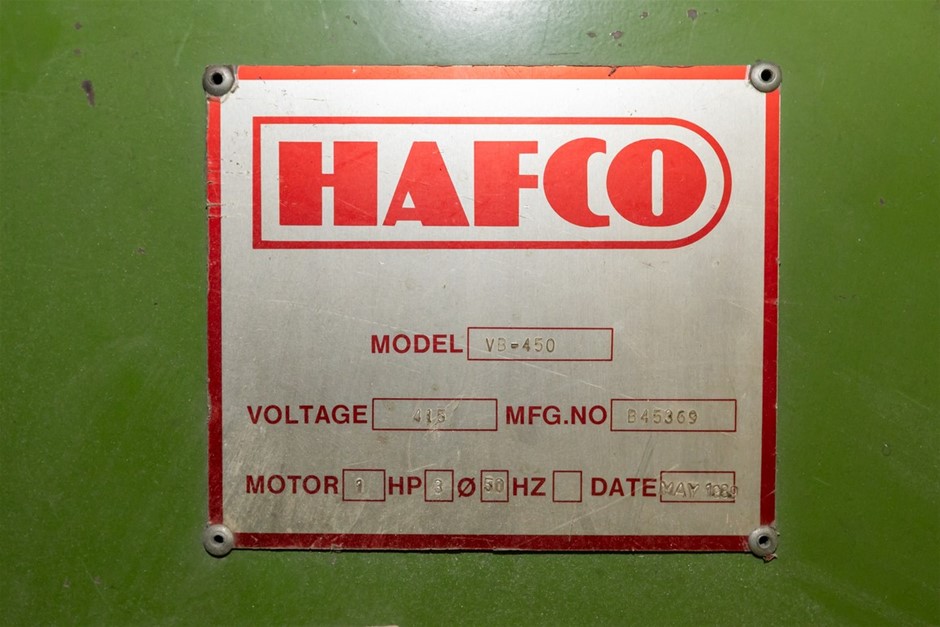 HAFCO
MODEL VB-450
VOLTAGE 415 MFG.NO B45369
MOTOR 1 HP 3 Ø 50 HZ DATE MAY